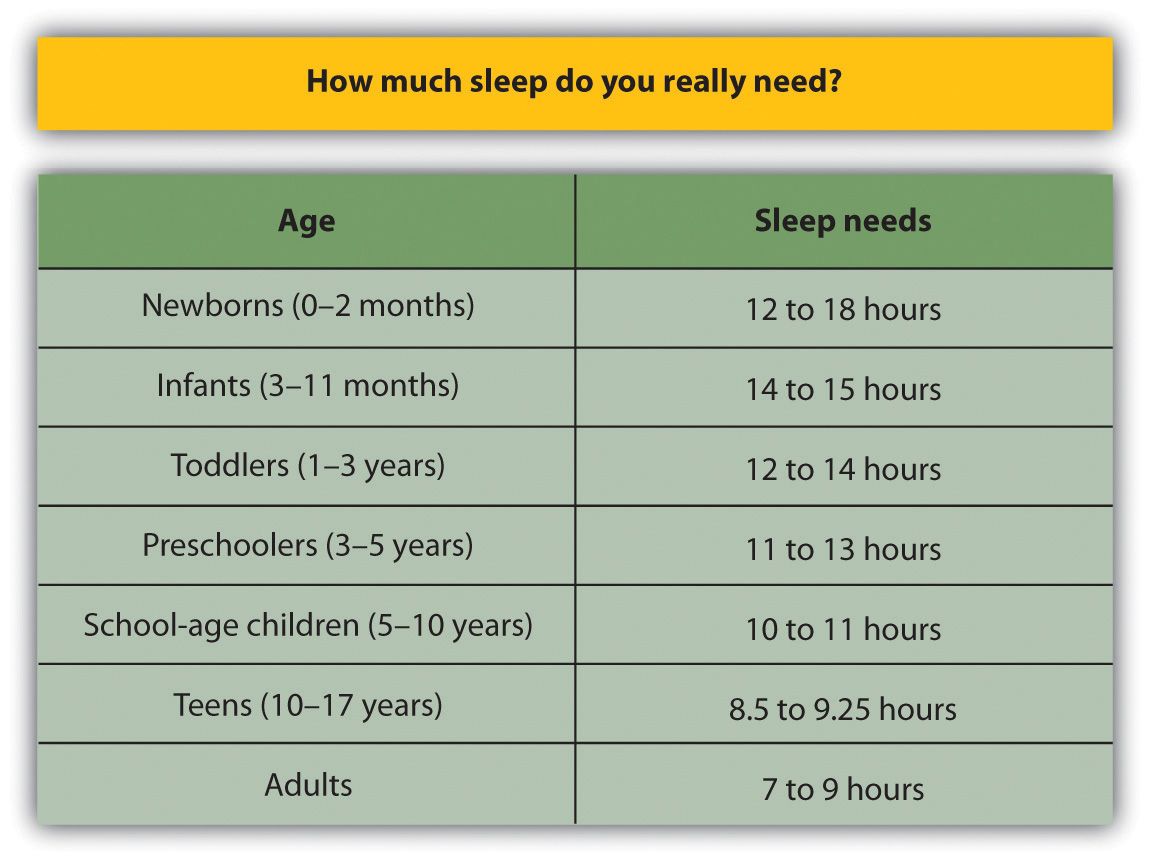 How much sleep do you really need?
Age Sleep needs
Newborns (0–2 months) 12 to 18 hours
Infants (3–11 months) 14 to 15 hours
Toddlers (1–3 years) 12 to 14 hours
Preschoolers (3–5 years) 11 to 13 hours
School-age children (5–10 years) 10 to 11 hours
Teens (10–17 years) 8.5 to 9.25 hours
Adults 7 to 9 hours